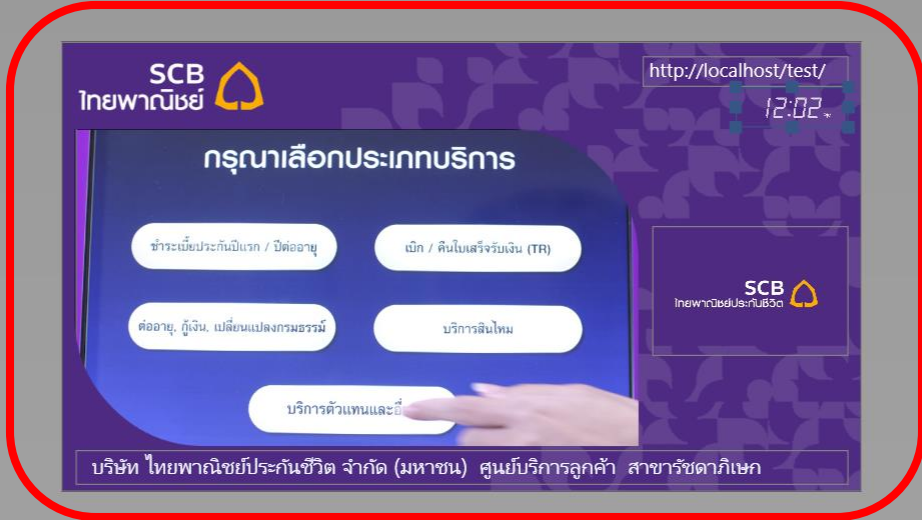 SCB
ไทยพาณิชย์
http://localhost/test/
12:02
กรุณาเลือกประเภทบริการ
ชำระเบี้ยประกันปีแรก / ปีต่ออายุ
เบิก / คืนใบเสร็จรับเงิน (TR)
ต่ออายุ, กู้เงิน, เปลี่ยนแปลงกรมธรรม์
บริการสินไหม
บริการตัวแทนและอื่
SCB
ไทยพาณิชย์ประกันชีวิต
บริษัท ไทยพาณิชย์ประกันชีวิต จำกัด (มหาชน) ศูนย์บริการลูกค้า สาขารัชดาภิเษก